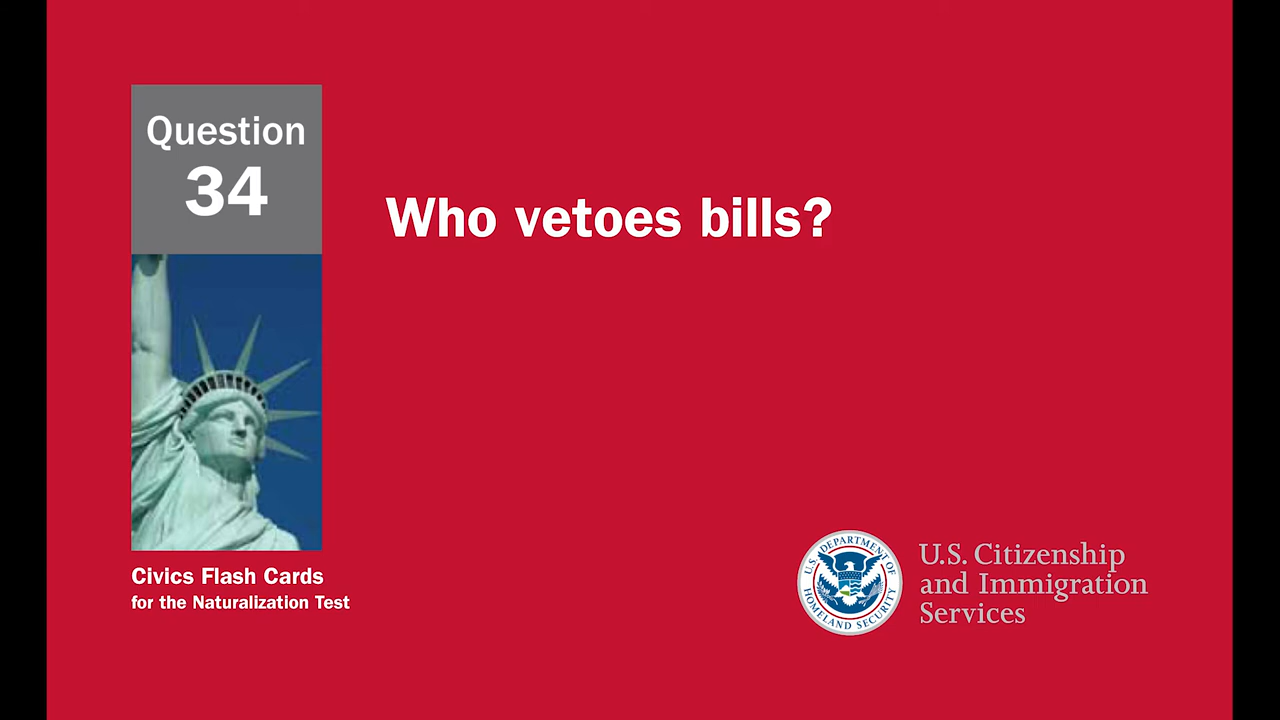 Question
34
Who vetoes bills?
Civics Flash Cards
for the Naturalization Test
U.S. DEPARTMENT OF
HOMELAND SECURITY
U.S. Citizenship
and Immigration
Services